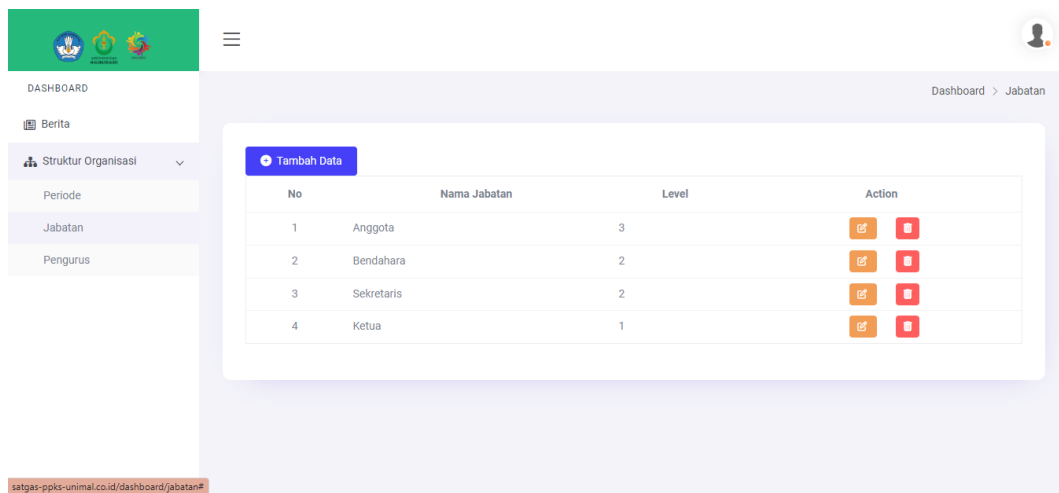 DASHBOARD
Dashboard > Jabatan
Berita
Struktur Organisasi
Periode
Jabatan
Pengurus
Tambah Data
No Nama Jabatan Level Action
1 Anggota 3
2 Bendahara 2
3 Sekretaris 2
4 Ketua 1
satgas-ppks-unimal.co.id/dashboard/jabatan#